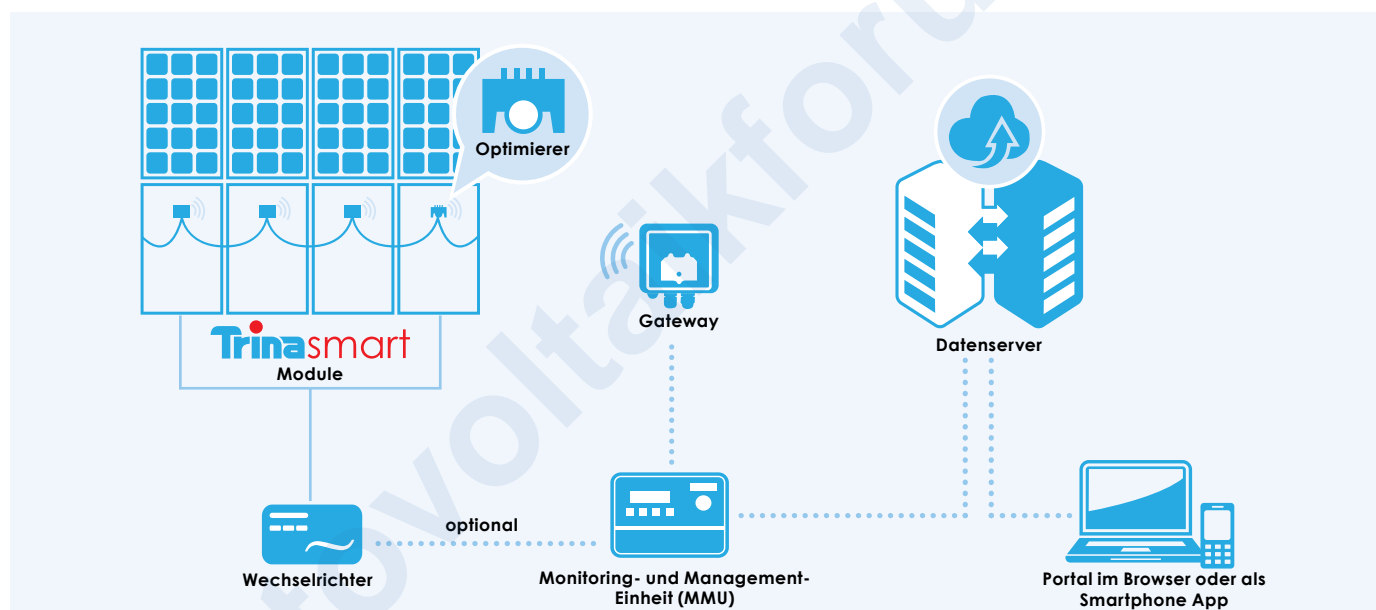 Optimierer
Gateway
Datenserver
Trinasmart
Module
optional
Wechselrichter
Monitoring- und Management-
Einheit (MMU)
Portal im Browser oder als
Smartphone App
ovoltaikforu